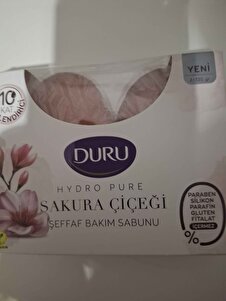 10
KAT
YENİ
DURU
HYDRO PURE
SAKURA ÇİÇEĞİ
ŞEFFAF BAKIM SABUNU
%
PARABEN
SİLİKON
PARAFİN
GLUTEN
FİTALAT
İÇERMEZ